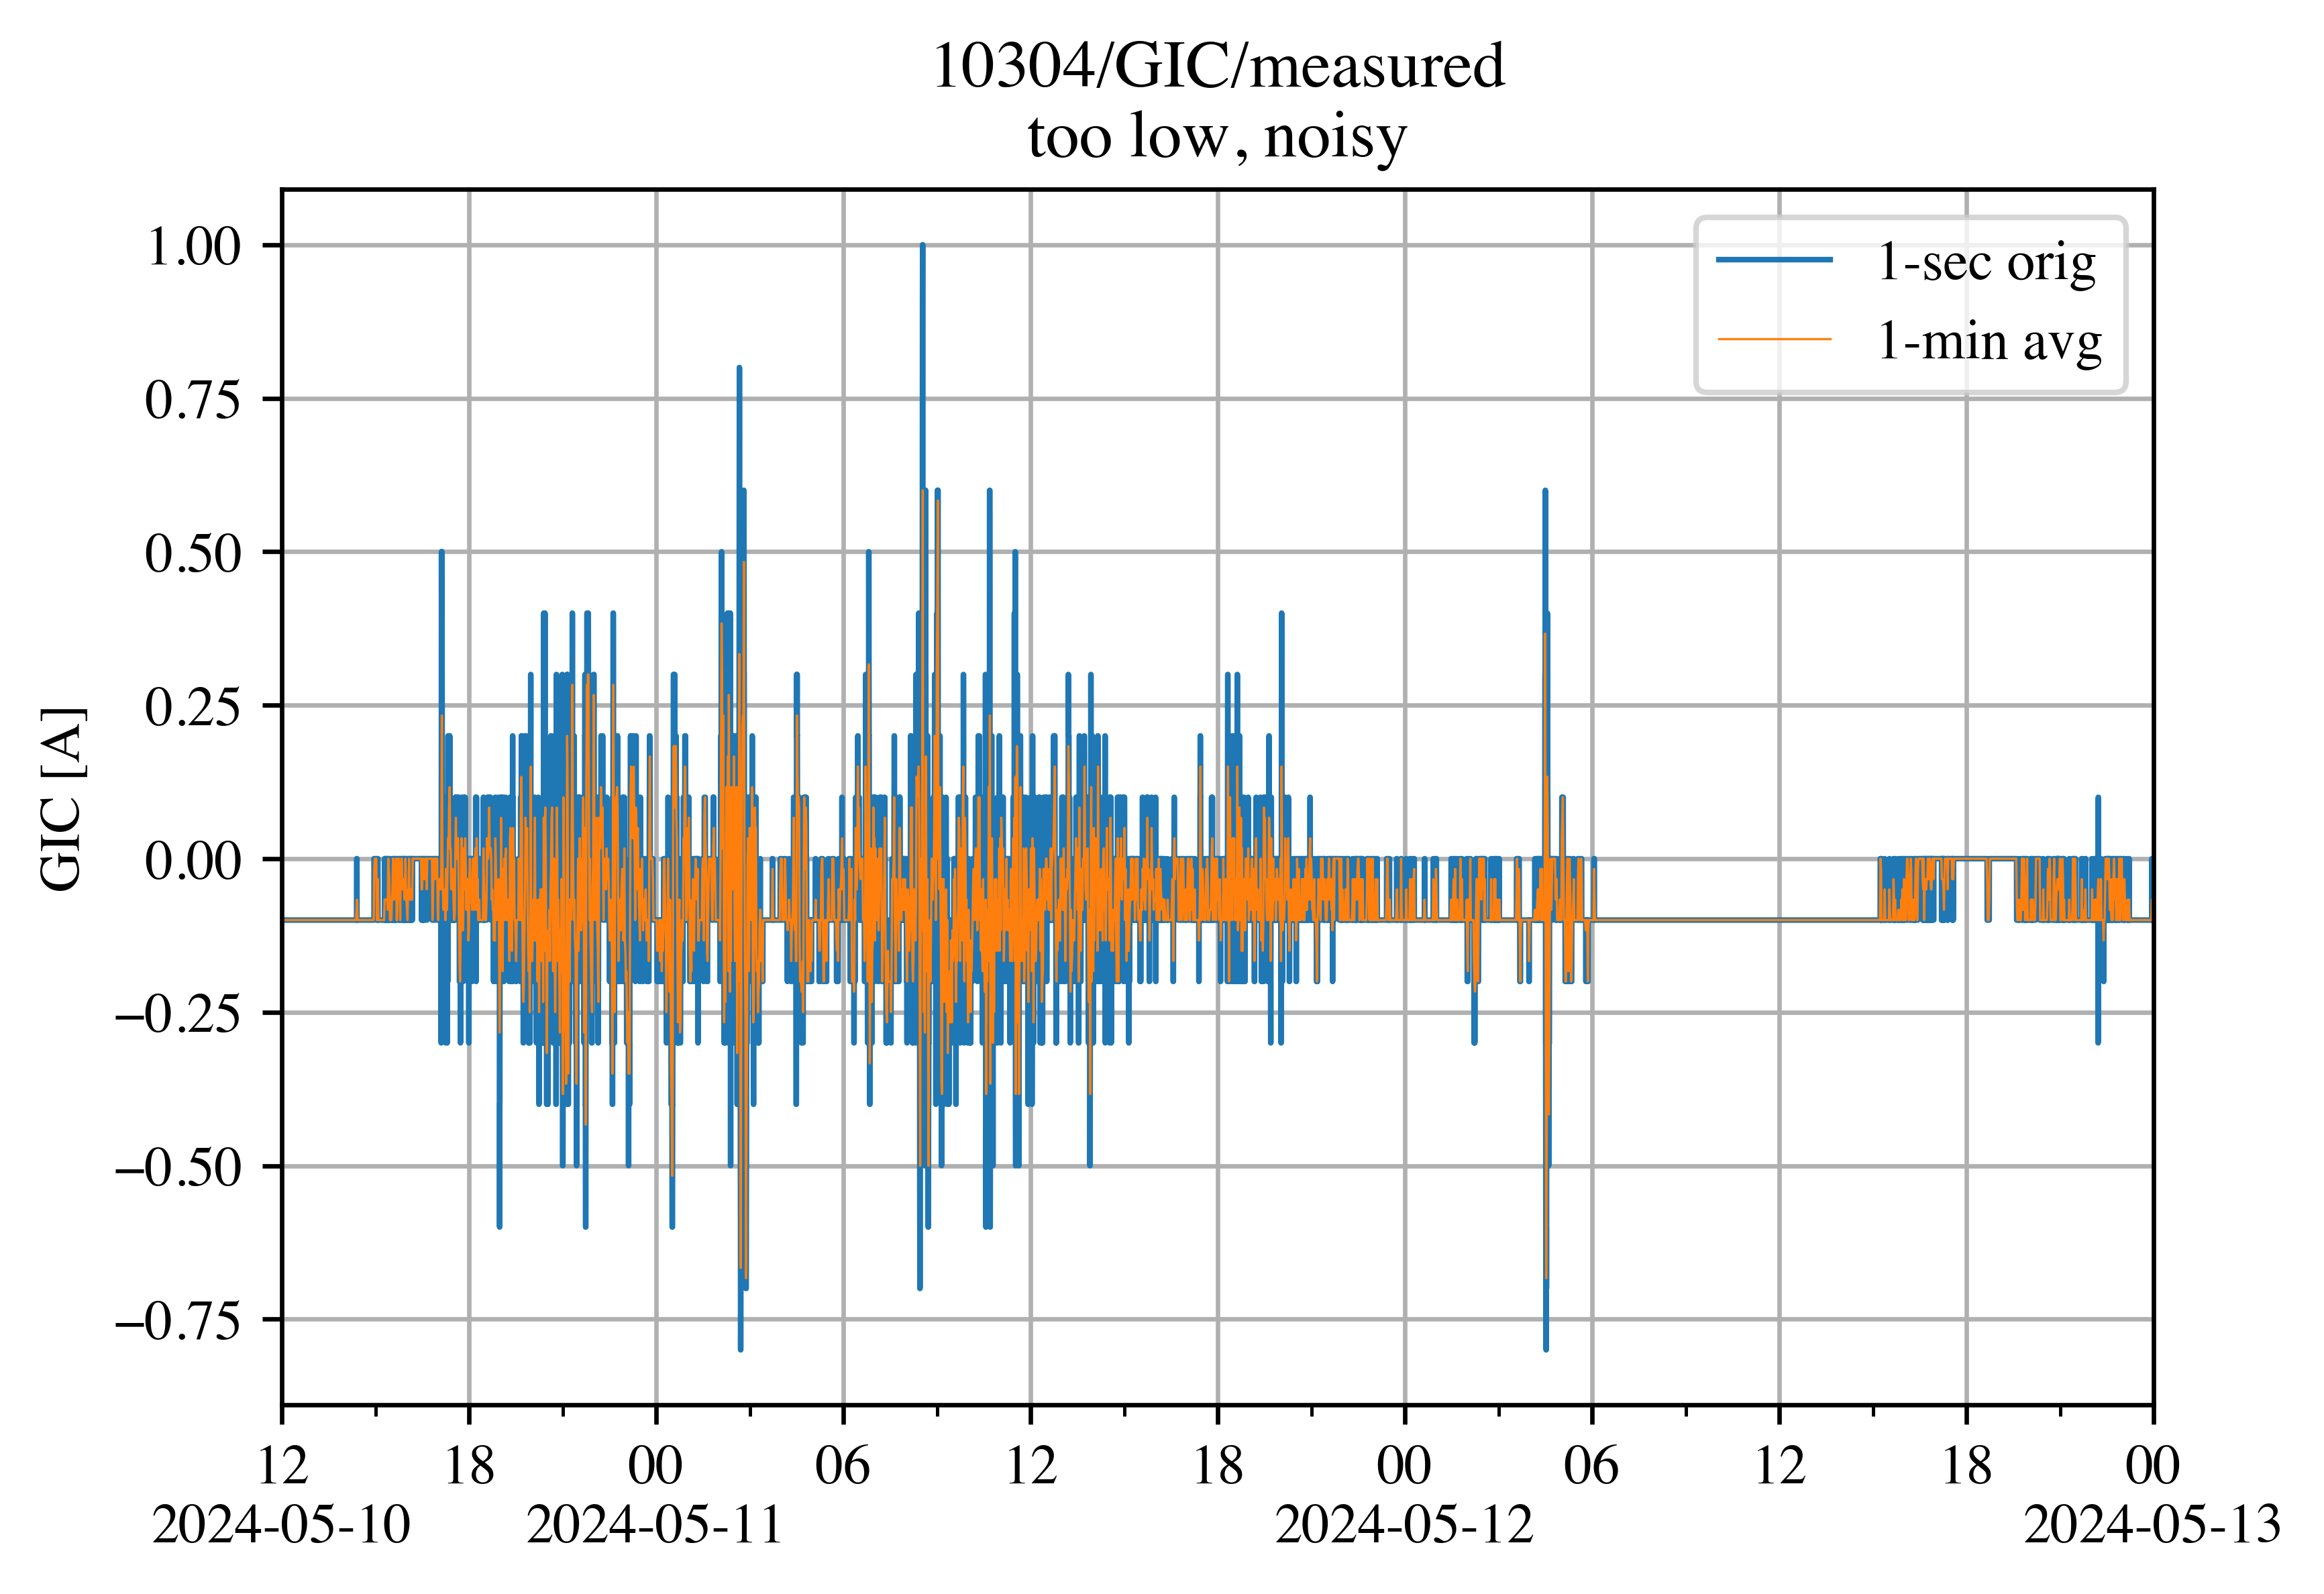 10304/GIC/measured
too low, noisy
1-sec orig
1-min avg
GIC [A]
1.00
0.75
0.50
0.25
0.00
−0.25
−0.50
−0.75
12 18 00 06 12 18 00 06 12 18 00
2024-05-10 2024-05-11 2024-05-12 2024-05-13